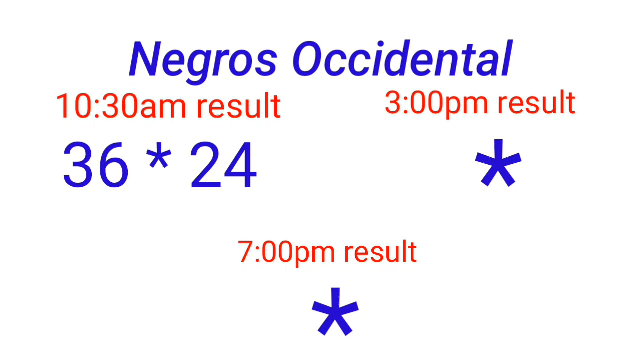 Negros Occidental
10:30am result
36 * 24
3:00pm result
*
7:00pm result
*